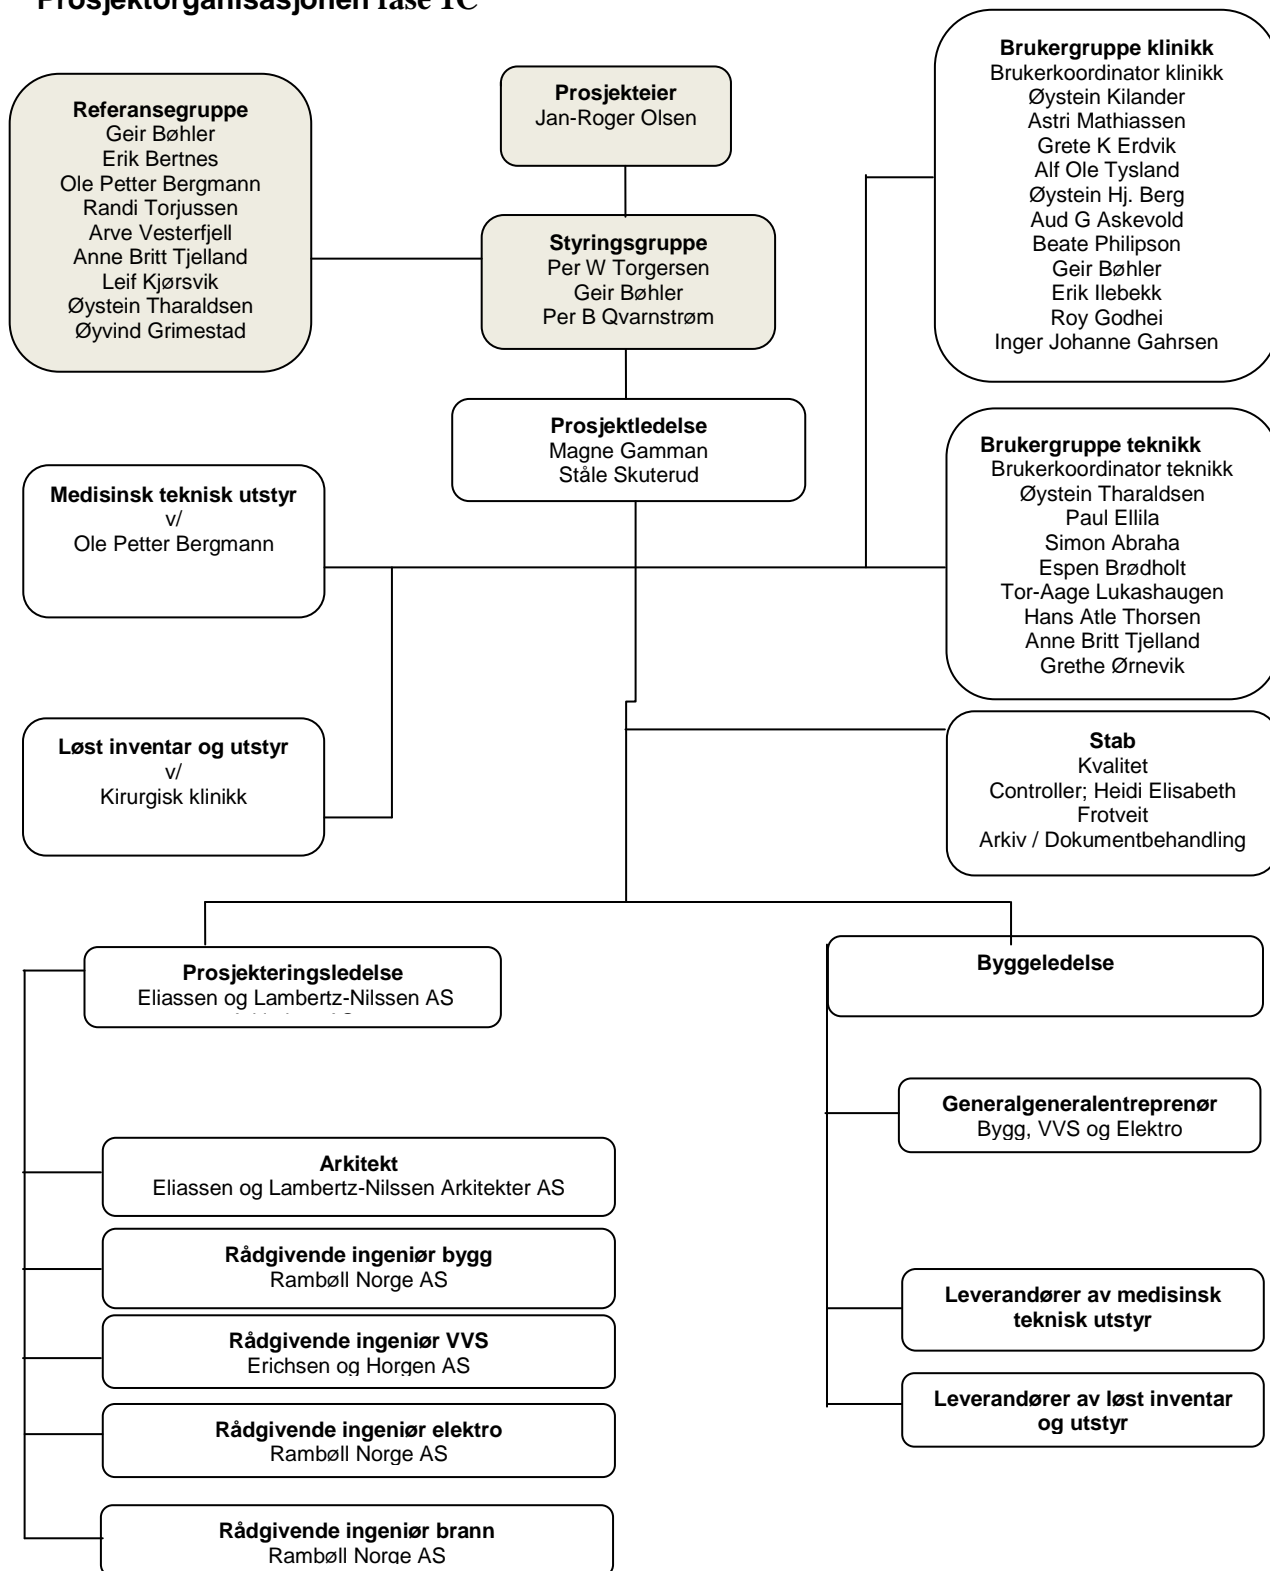 Prosjektorganisasjonen fase 1C
Referansegruppe
Geir Bøhler
Erik Bertnes
Ole Petter Bergmann
Randi Torjussen
Arve Vesterfjell
Anne Britt Tjelland
Leif Kjørsvik
Øystein Tharaldsen
Øyvind Grimestad
Prosjekteier
Jan-Roger Olsen
Styringsgruppe
Per W Torgersen
Geir Bøhler
Per B Qvarnstrøm
Prosjektledelse
Magne Gamman
Ståle Skuterud
Brukergruppe klinikk
Brukerkoordinator klinikk
Øystein Kilander
Astri Mathiassen
Grete K Erdvik
Alf Ole Tysland
Øystein Hj. Berg
Aud G Askevold
Beate Philipson
Geir Bøhler
Erik Ilebekk
Roy Godhei
Inger Johanne Gahrsen
Medisinsk teknisk utstyr
v/
Ole Petter Bergmann
Brukergruppe teknikk
Brukerkoordinator teknikk
Øystein Tharaldsen
Paul Ellila
Simon Abraha
Espen Brødholt
Tor-Aage Lukashaugen
Hans Atle Thorsen
Anne Britt Tjelland
Grethe Ørnevik
Løst inventar og utstyr
v/
Kirurgisk klinikk
Stab
Kvalitet
Controller; Heidi Elisabeth
Frotveit
Arkiv / Dokumentbehandling
Prosjekteringsledelse
Eliassen og Lambertz-Nilssen AS
Arkitekt
Eliassen og Lambertz-Nilssen Arkitekter AS
Rådgivende ingeniør bygg
Rambøll Norge AS
Rådgivende ingeniør VVS
Erichsen og Horgen AS
Rådgivende ingeniør elektro
Rambøll Norge AS
Rådgivende ingeniør brann
Rambøll Norge AS
Byggeledelse
Generalgeneralentreprenør
Bygg, VVS og Elektro
Leverandører av medisinsk
teknisk utstyr
Leverandører av løst inventar
og utstyr